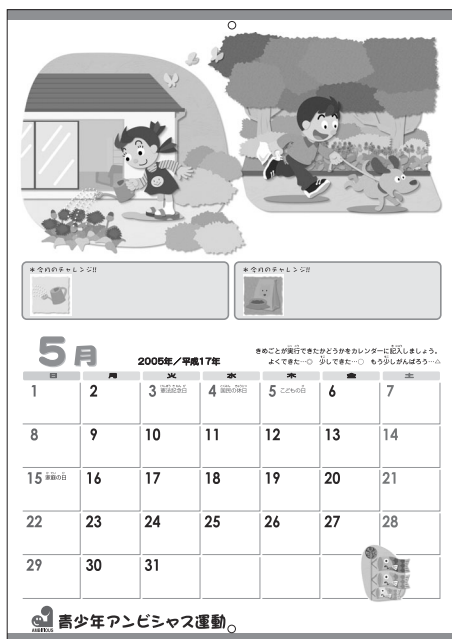 *今月のチャレンジ!!
*今月のチャレンジ!!
5月
2005年/平成17年
きめごとが実行できたかどうかをカレンダーに記入しましょう。
よくできた…◎ 少しできた…○ もう少しがんばろう…△
日 月 火 水 木 金 土
1 2 3 憲法記念日 4 国民の休日 5 こどもの日 6 7
8 9 10 11 12 13 14
15 家庭の日 16 17 18 19 20 21
22 23 24 25 26 27 28
29 30 31
AMBITIOUS
青少年アンビシャス運動